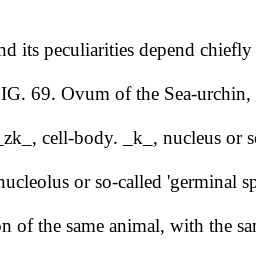 nd its peculiarities depend chiefly
IG. 69. Ovum of the Sea-urchin,
_zk_, cell-body. _k_, nucleus or s
nucleolus or so-called 'germinal sp
on of the same animal, with the sa